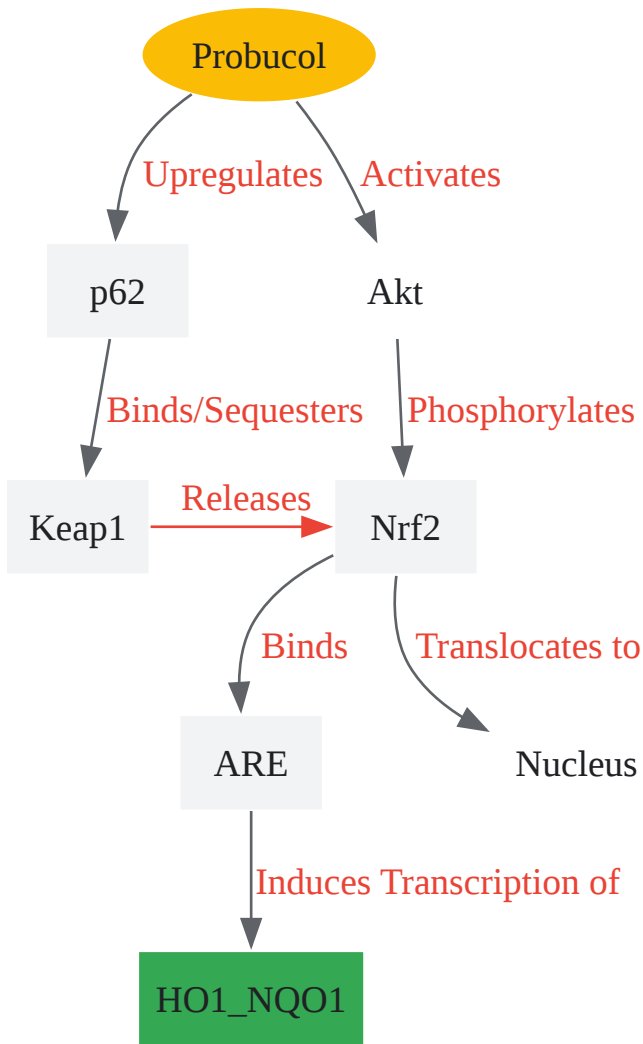 Probucol
Upregulates
Activates
p62
Akt
Binds/Sequesters
Phosphorylates
Keap1
Releases
Nrf2
Binds
Translocates to
ARE
Nucleus
Induces Transcription of
HO1_NQO1